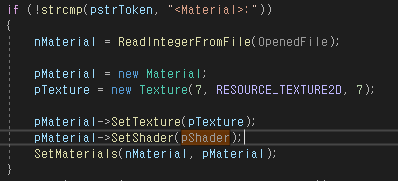 if (!strcmp(pstrToken, "<Material>:"))
{
nMaterial = ReadIntegerFromFile(OpenedFile);
pMaterial = new Material;
pTexture = new Texture(7, RESOURCE_TEXTURE2D, 7);
pMaterial->SetTexture(pTexture);
pMaterial->SetShader(pShader);
SetMaterials(nMaterial, pMaterial);
}